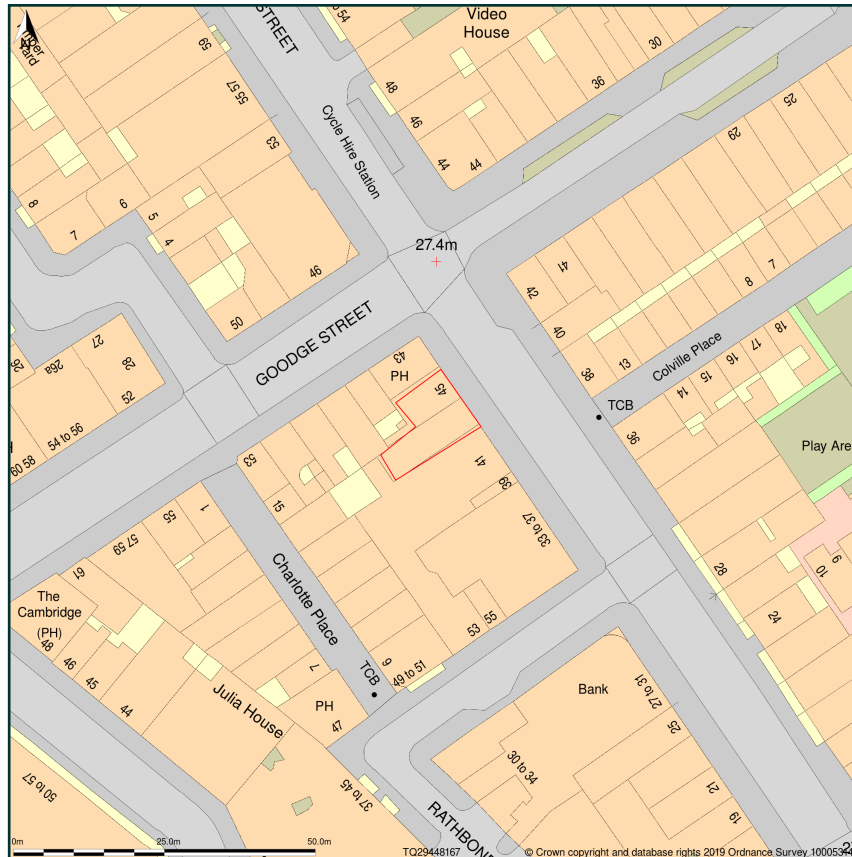 Video
House
54
STREET
59
55 57
53
Cycle Hire Station
48
46
44
44
36
30
25
29
Yard
8
7
6
5
4
46
50
27.4m
GOODGE STREET
42
41
40
38
13
8
7
Colville Place
18
17
16
15
14
TCB
36
Play Are
27
28
26
26a
52
54 to 56
60 58
43
PH
45
41
39
33 to 37
53
15
1
55
57 59
61
The
Cambridge
(PH)
48
46
45
44
Charlotte Place
7
TCB
PH
47
Julia House
9
49 to 51
53
55
28
24
10
9
Bank
27 to 31
25
21
19
30 to 34
37 to 45
50 to 57
RATHBON
0m
25.0m
50.0m
TQ29448167
© Crown copyright and database rights 2019 Ordnance Survey